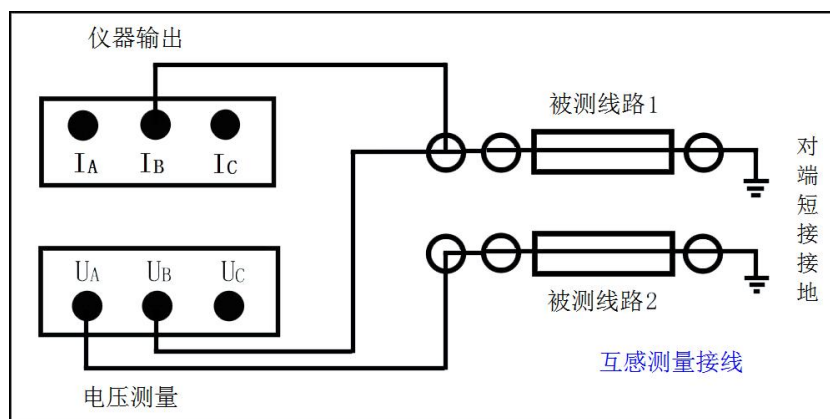 仪器输出
IA IB IC
被测线路1
对端短接接地
UA UB UC
被测线路2
互感测量接线
电压测量